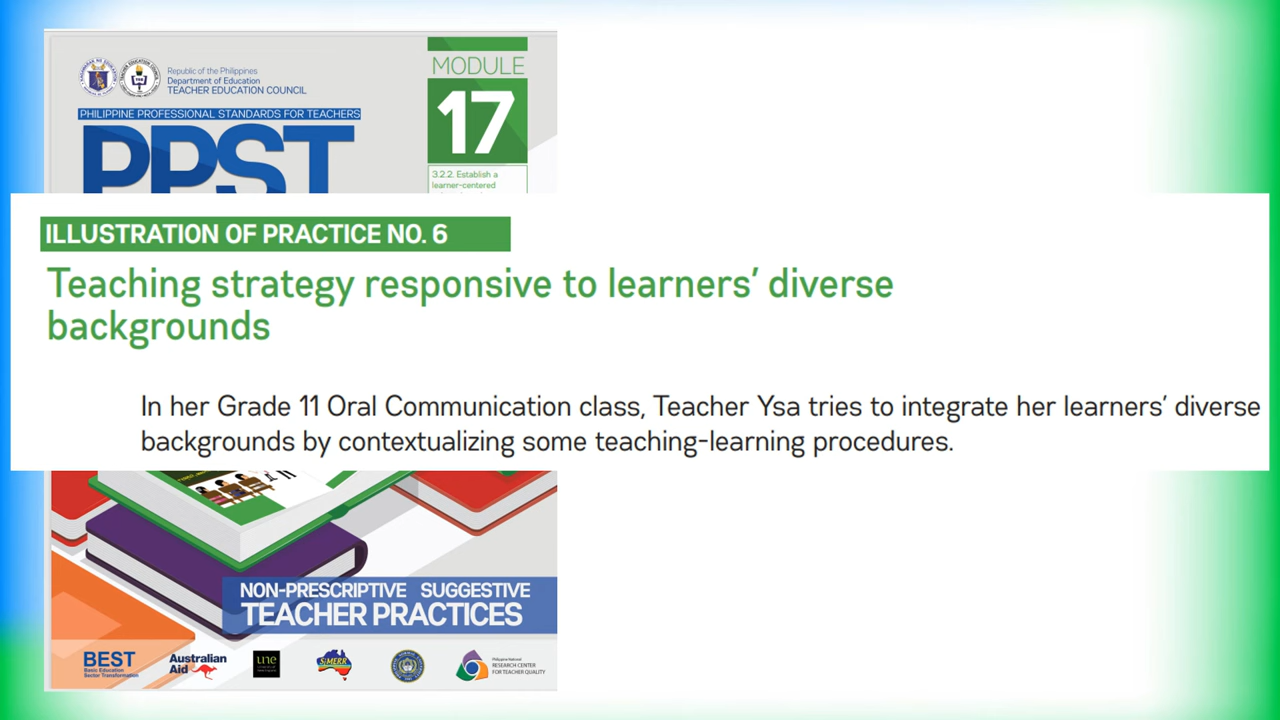 Republic of the Philippines
Department of Education
TEACHER EDUCATION COUNCIL
PHILIPPINE PROFESSIONAL STANDARDS FOR TEACHERS
PPST
MODULE
17
3.2.2. Establish a
learner-centered
ILLUSTRATION OF PRACTICE NO. 6
Teaching strategy responsive to learners’ diverse
backgrounds
In her Grade 11 Oral Communication class, Teacher Ysa tries to integrate her learners’ diverse
backgrounds by contextualizing some teaching-learning procedures.
NON-PRESCRIPTIVE SUGGESTIVE
TEACHER PRACTICES
BEST
Basic Education
Sector Transformation
Australian
Aid
une
SiMERR
Philippine National
RESEARCH CENTER
FOR TEACHER QUALITY